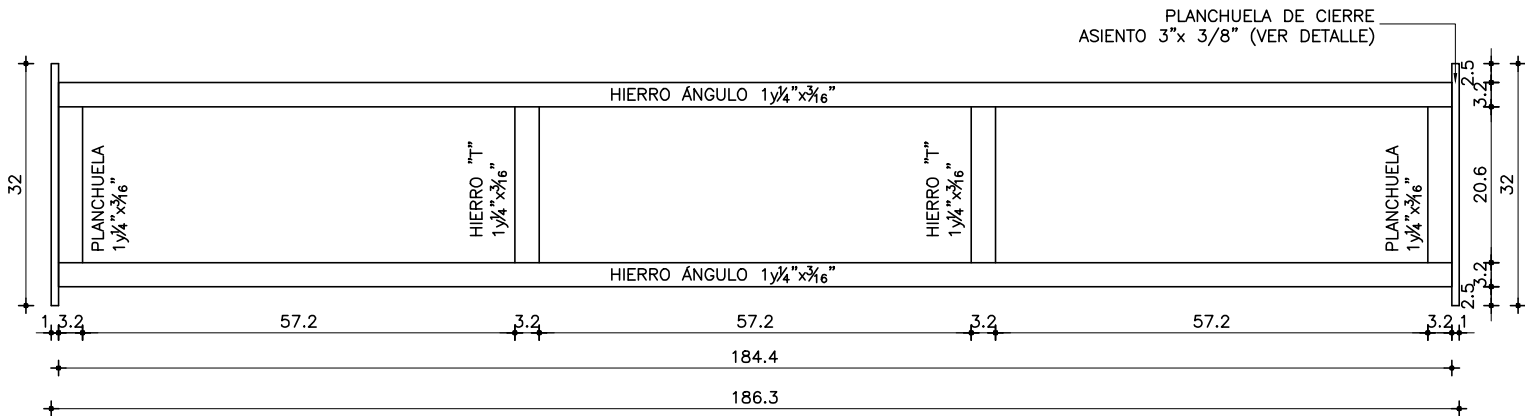 PLANCHUELA DE CIERRE
ASIENTO 3"x 3/8" (VER DETALLE)
HIERRO ÁNGULO 1y1/4"x3/16"
2.5
3.2
32
PLANCHUELA
1y1/4"x3/16"
HIERRO "T"
1y1/4"x3/16"
HIERRO "T"
1y1/4"x3/16"
PLANCHUELA
1y1/4"x3/16"
20.6
32
HIERRO ÁNGULO 1y1/4"x3/16"
3.2
2.5
1 3.2 57.2 3.2 57.2 3.2 57.2 3.2 1
184.4
186.3